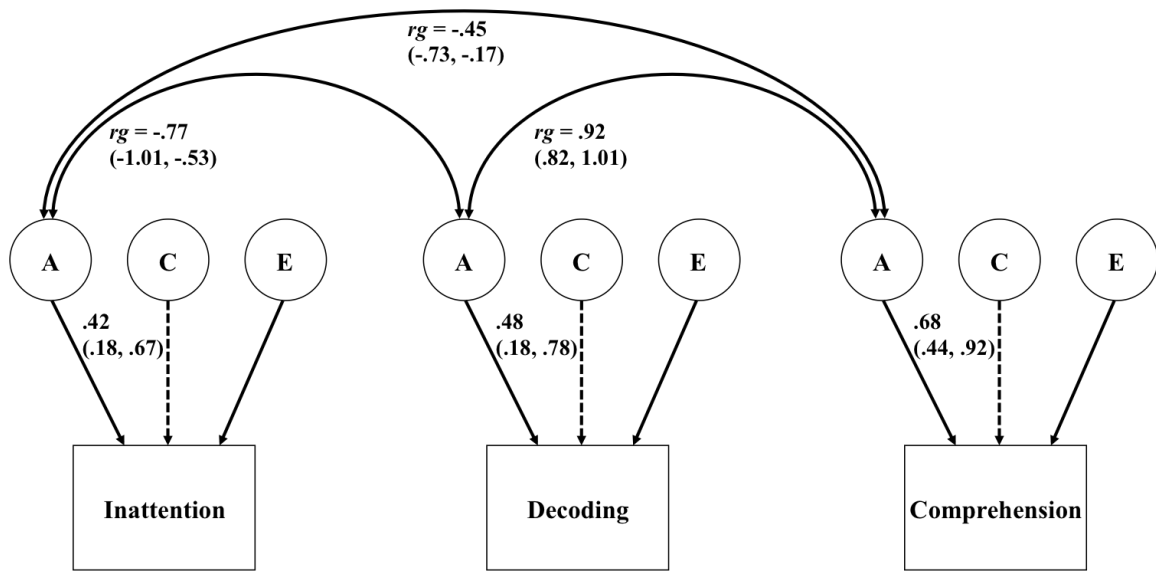 rg = -.45
(-.73, -.17)
rg = -.77
(-1.01, -.53)
rg = .92
(.82, 1.01)
A C E A C E A C E
.42
(.18, .67)
.48
(.18, .78)
.68
(.44, .92)
Inattention
Decoding
Comprehension